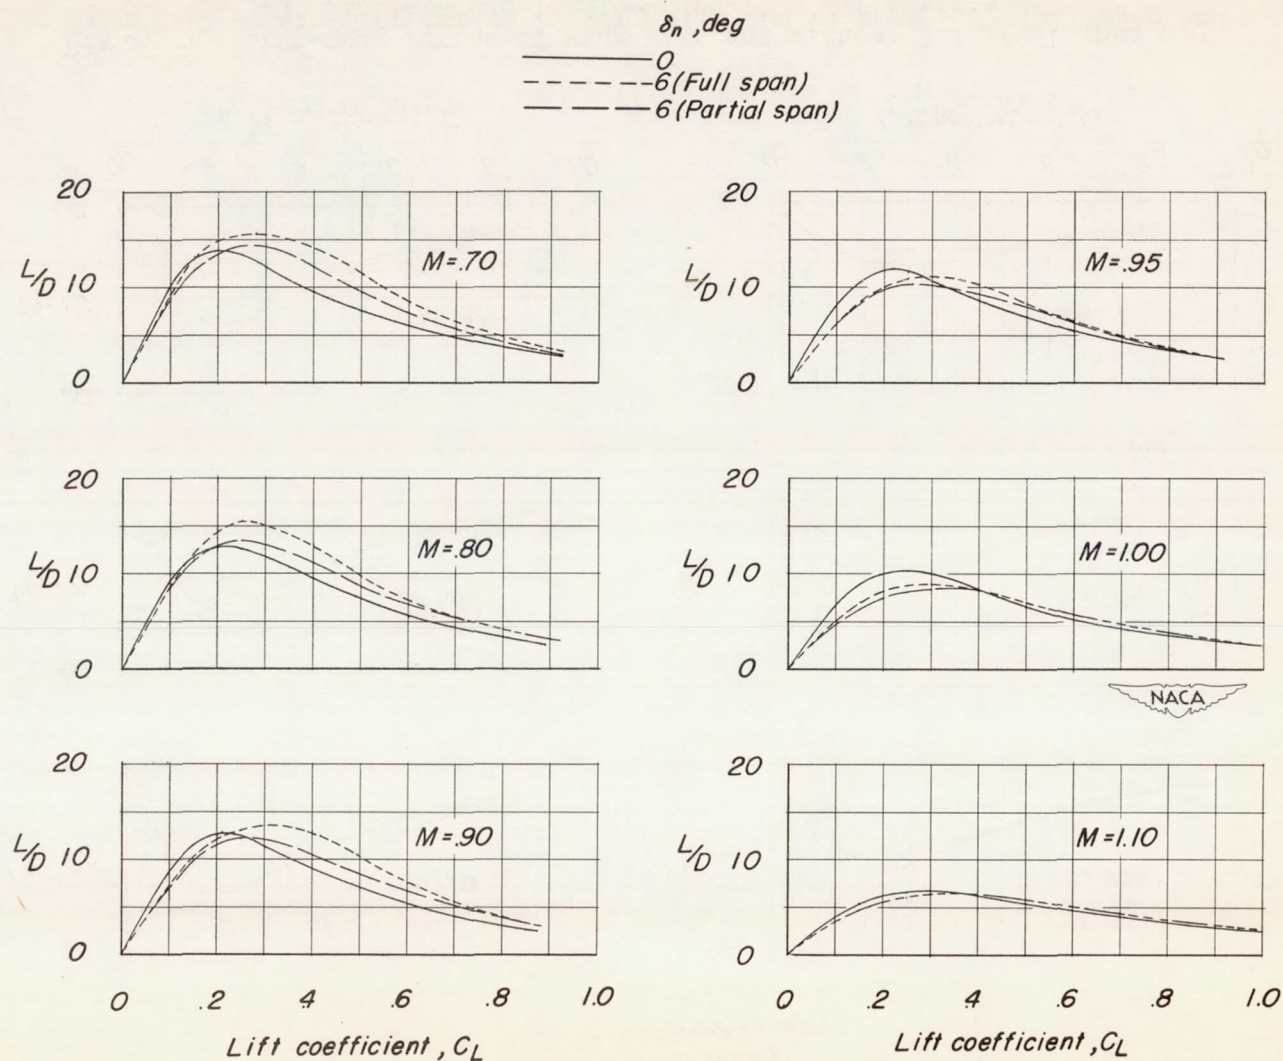 δn, deg
0
6 (Full span)
6 (Partial span)
20
L/D 10
0
M=.70
20
L/D 10
0
M=.95
20
L/D 10
0
M=.80
20
L/D 10
0
M=1.00
NACA
20
L/D 10
0
M=.90
0 .2 .4 .6 .8 1.0
Lift coefficient, CL
20
L/D 10
0
M=1.10
0 .2 .4 .6 .8 1.0
Lift coefficient, CL